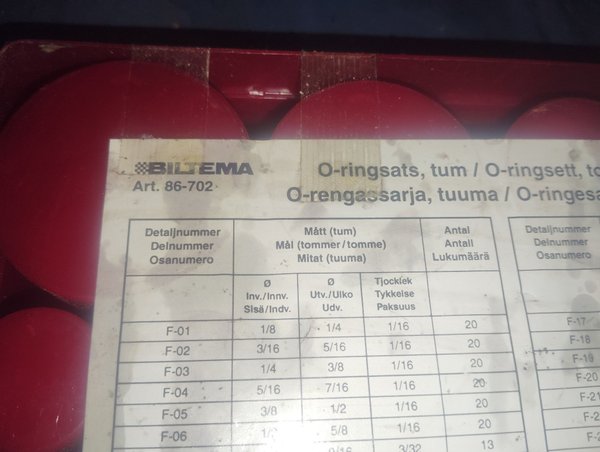 BILTEMA
Art. 86-702
O-ringsats, tum / O-ringsett,
O-rengassarja, tuuma /
Detaljnummer
Delnummer
Osanumero
Mått (tum)
Mål (tommer/tomme)
Mitat (tuuma)
Antal
Antall
Lukumäärä
Detaljnummer
Delnummer
Osanumero
Ø
Inv./Innv.
Sisä/Indv.
Ø
Utv./Ulko
Udv.
Tjocklek
Tykkelse
Paksuus
F-01 1/8 1/4 1/16 20 F-17
F-02 3/16 5/16 1/16 20 F-18
F-03 1/4 3/8 1/16 20 F-19
F-04 5/16 7/16 1/16 20 F-20
F-05 3/8 1/2 1/16 20
F-06 5/8 1/16 20
9/16 3/32 13